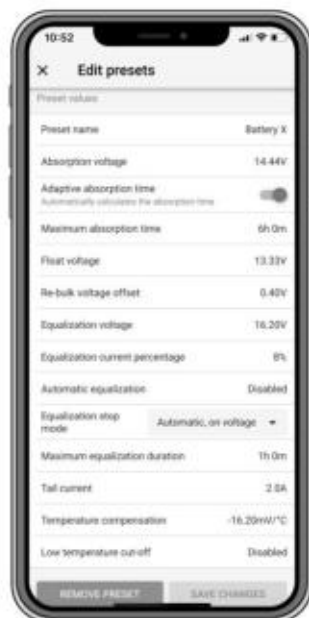 10:52
Edit presets
Preset values
Preset name Battery X
Absorption voltage 14.44V
Adaptive absorption time
Automatically calculates the absorption time
Maximum absorption time 6h 0m
Float voltage 13.33V
Re-bulk voltage offset 0.40V
Equalization voltage 16.20V
Equalization current percentage 8%
Automatic equalization Disabled
Equalization stop
mode Automatic, on voltage
Maximum equalization duration 1h 0m
Tail current 2.0A
Temperature compensation -16.20mV/°C
Low temperature cut-off Disabled
REMOVE PRESET SAVE CHANGES